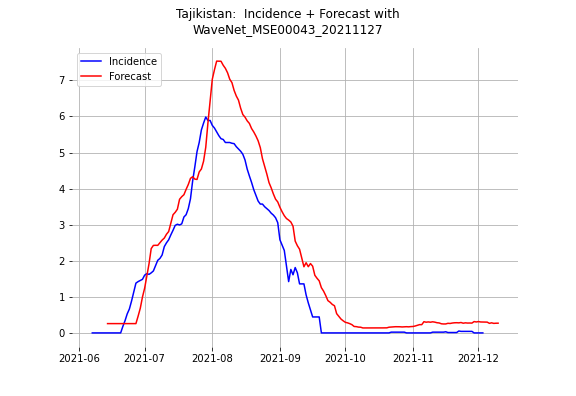 Tajikistan:  Incidence + Forecast with
WaveNet_MSE00043_20211127
Incidence
Forecast
7
6
5
4
3
2
1
0
2021-06 2021-07 2021-08 2021-09 2021-10 2021-11 2021-12